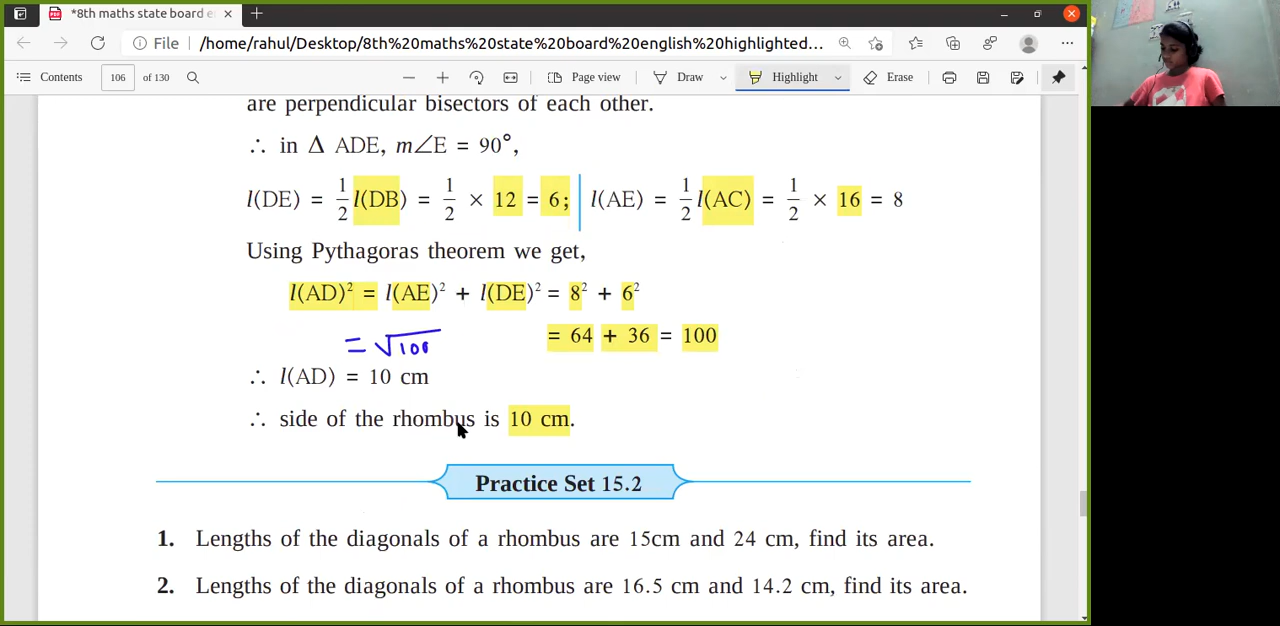 *8th maths state board e
File /home/rahul/Desktop/8th%20maths%20state%20board%20english%20highlighted...
Contents 106 of 130 Page view Draw Highlight Erase
are perpendicular bisectors of each other.
∴ in Δ ADE, m∠E = 90°,
l(DE) = 1/2 l(DB) = 1/2 × 12 = 6; l(AE) = 1/2 l(AC) = 1/2 × 16 = 8
Using Pythagoras theorem we get,
l(AD)² = l(AE)² + l(DE)² = 8² + 6²
= 64 + 36 = 100
= √100
∴ l(AD) = 10 cm
∴ side of the rhombus is 10 cm.
Practice Set 15.2
1. Lengths of the diagonals of a rhombus are 15cm and 24 cm, find its area.
2. Lengths of the diagonals of a rhombus are 16.5 cm and 14.2 cm, find its area.